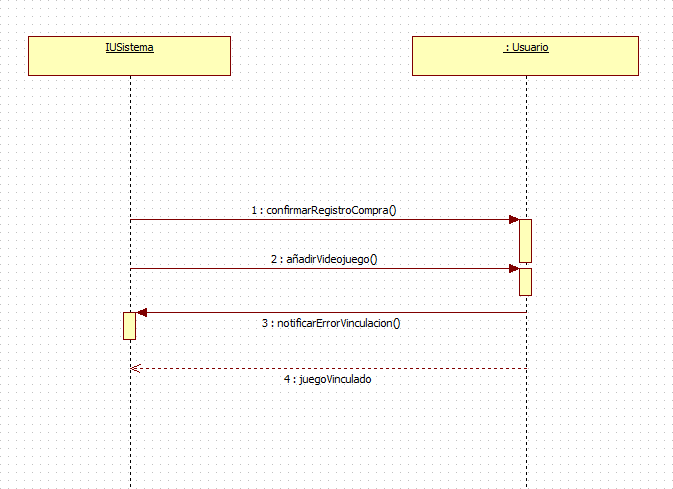 IUSistema
: Usuario
1 : confirmarRegistroCompra()
2 : añadirVideojuego()
3 : notificarErrorVinculacion()
4 : juegoVinculado